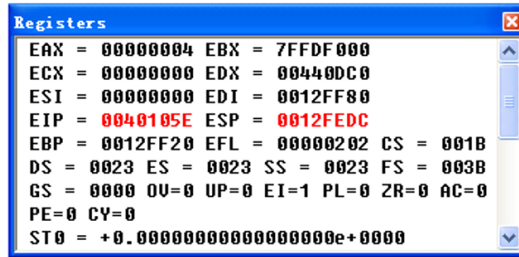 Registers
EAX = 00000004 EBX = 7FFDF000
ECX = 00000000 EDX = 00440DC0
ESI = 00000000 EDI = 0012FF80
EIP = 0040105E ESP = 0012FEDC
EBP = 0012FF20 EFL = 00000202 CS = 001B
DS = 0023 ES = 0023 SS = 0023 FS = 003B
GS = 0000 OV=0 UP=0 EI=1 PL=0 ZR=0 AC=0
PE=0 CY=0
ST0 = +0.00000000000000000e+0000